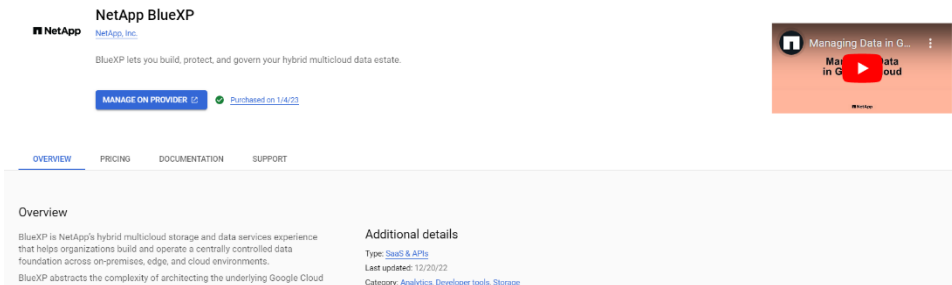 NetApp BlueXP
NetApp
NetApp, Inc.
BlueXP lets you build, protect, and govern your hybrid multicloud data estate.
MANAGE ON PROVIDER
Purchased on 1/4/23
Managing Data in G...
in G
oud
NetApp
OVERVIEW PRICING DOCUMENTATION SUPPORT
Overview
BlueXP is NetApp's hybrid multicloud storage and data services experience
that helps organizations build and operate a centrally controlled data
foundation across on-premises, edge, and cloud environments.
BlueXP abstracts the complexity of architecting the underlying Google Cloud
Additional details
Type: SaaS & APIs
Last updated: 12/20/22
Category: Analytics, Developer tools, Storage